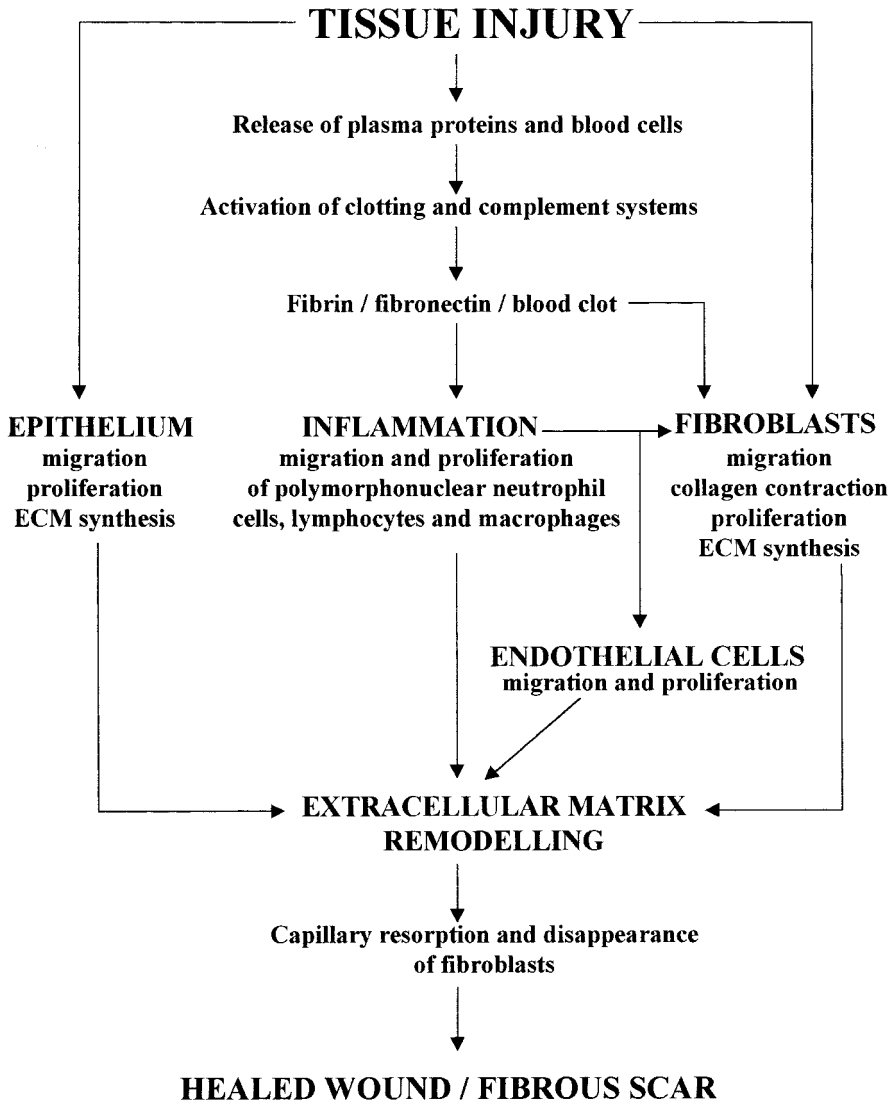 TISSUE INJURY
Release of plasma proteins and blood cells
Activation of clotting and complement systems
Fibrin / fibronectin / blood clot
EPITHELIUM
migration
proliferation
ECM synthesis
INFLAMMATION
migration and proliferation
of polymorphonuclear neutrophil
cells, lymphocytes and macrophages
FIBROBLASTS
migration
collagen contraction
proliferation
ECM synthesis
ENDOTHELIAL CELLS
migration and proliferation
EXTRACELLULAR MATRIX
REMODELLING
Capillary resorption and disappearance
of fibroblasts
HEALED WOUND / FIBROUS SCAR